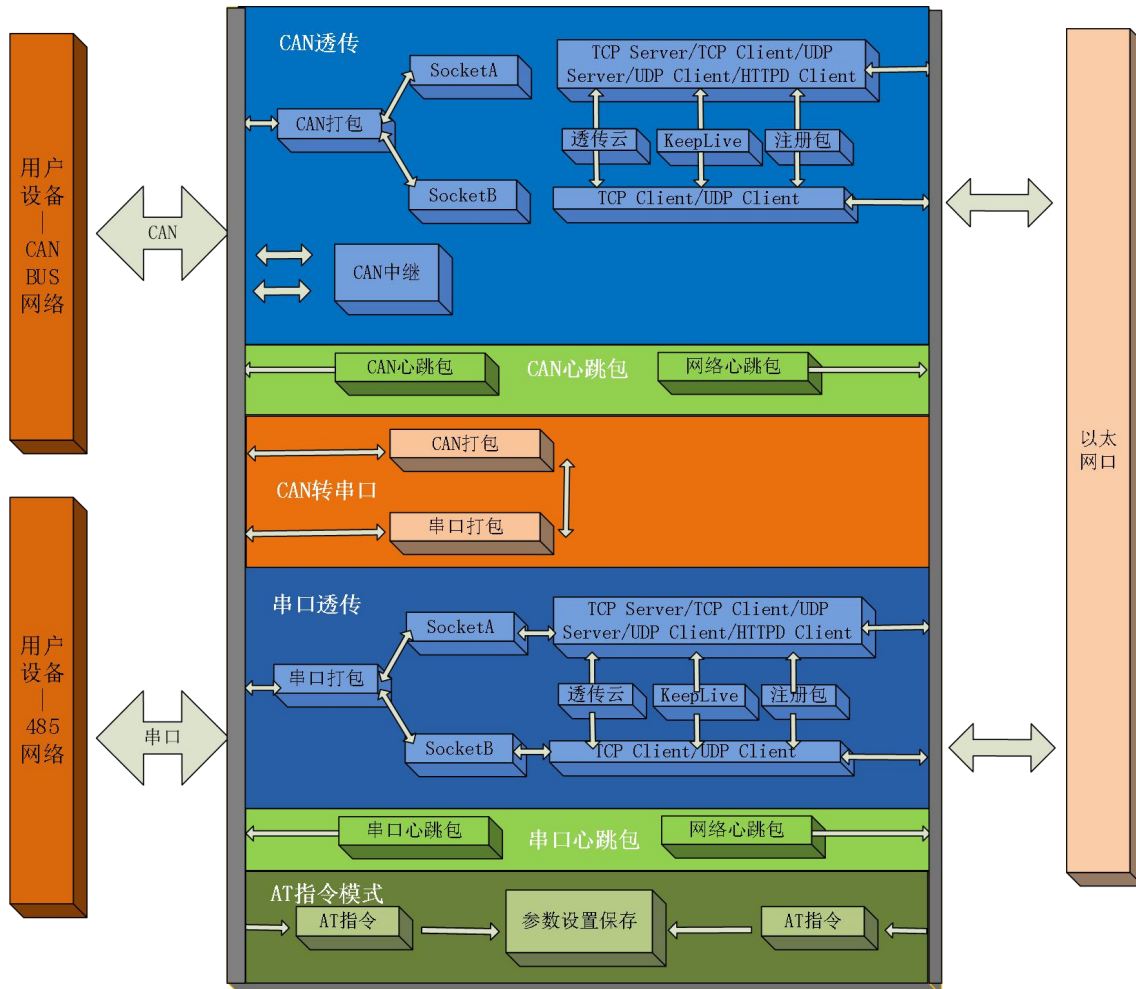 用户
设备
—
CAN
BUS
网络
用户
设备
—
485
网络
CAN
串口
CAN透传
CAN打包
SocketA
SocketB
TCP Server/TCP Client/UDP
Server/UDP Client/HTTPD Client
透传云
KeepLive
注册包
TCP Client/UDP Client
CAN中继
CAN心跳包
CAN心跳包
网络心跳包
CAN打包
CAN转串口
串口打包
串口透传
串口打包
SocketA
SocketB
TCP Server/TCP Client/UDP
Server/UDP Client/HTTPD Client
透传云
KeepLive
注册包
TCP Client/UDP Client
串口心跳包
串口心跳包
网络心跳包
AT指令模式
AT指令
参数设置保存
AT指令
以太
网口